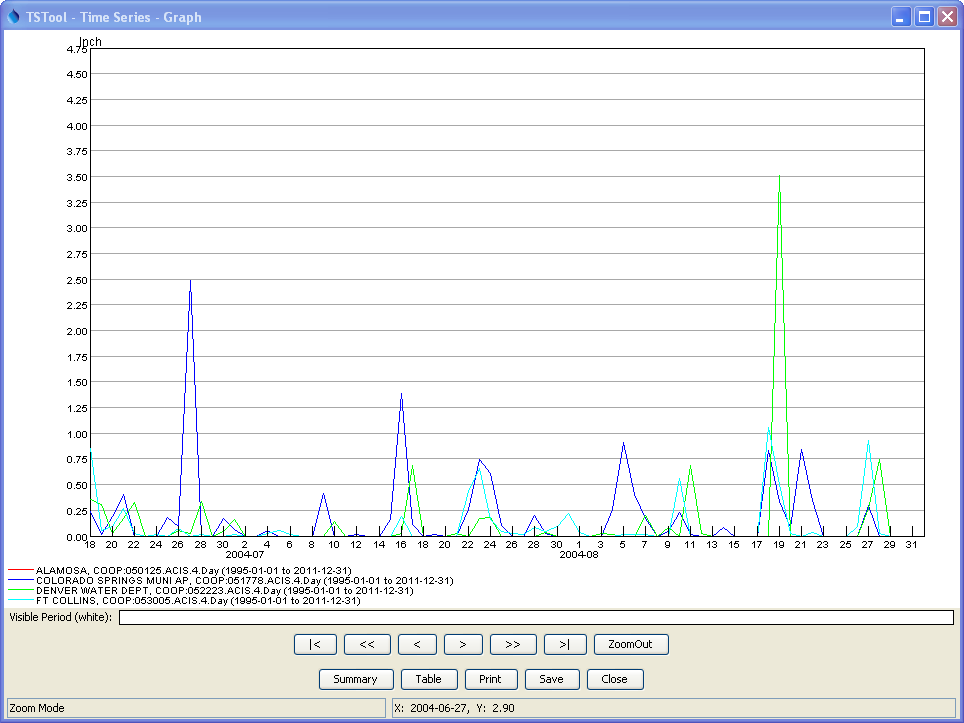 TSTool - Time Series - Graph
Inch
4.75
4.50
4.25
4.00
3.75
3.50
3.25
3.00
2.75
2.50
2.25
2.00
1.75
1.50
1.25
1.00
0.75
0.50
0.25
0.00
18 20 22 24 26 28 30 2 4 6 8 10 12 14 16 18 20 22 24 26 28 30 1 3 5 7 9 11 13 15 17 19 21 23 25 27 29 31
2004-07 2004-08
ALAMOSA, COOP:050125.ACIS.4.Day (1995-01-01 to 2011-12-31)
COLORADO SPRINGS MUNI AP, COOP:051778.ACIS.4.Day (1995-01-01 to 2011-12-31)
DENVER WATER DEPT, COOP:052223.ACIS.4.Day (1995-01-01 to 2011-12-31)
FT COLLINS, COOP:053005.ACIS.4.Day (1995-01-01 to 2011-12-31)
Visible Period (white):
|< << < > >> >| ZoomOut
Summary Table Print Save Close
Zoom Mode X: 2004-06-27, Y: 2.90